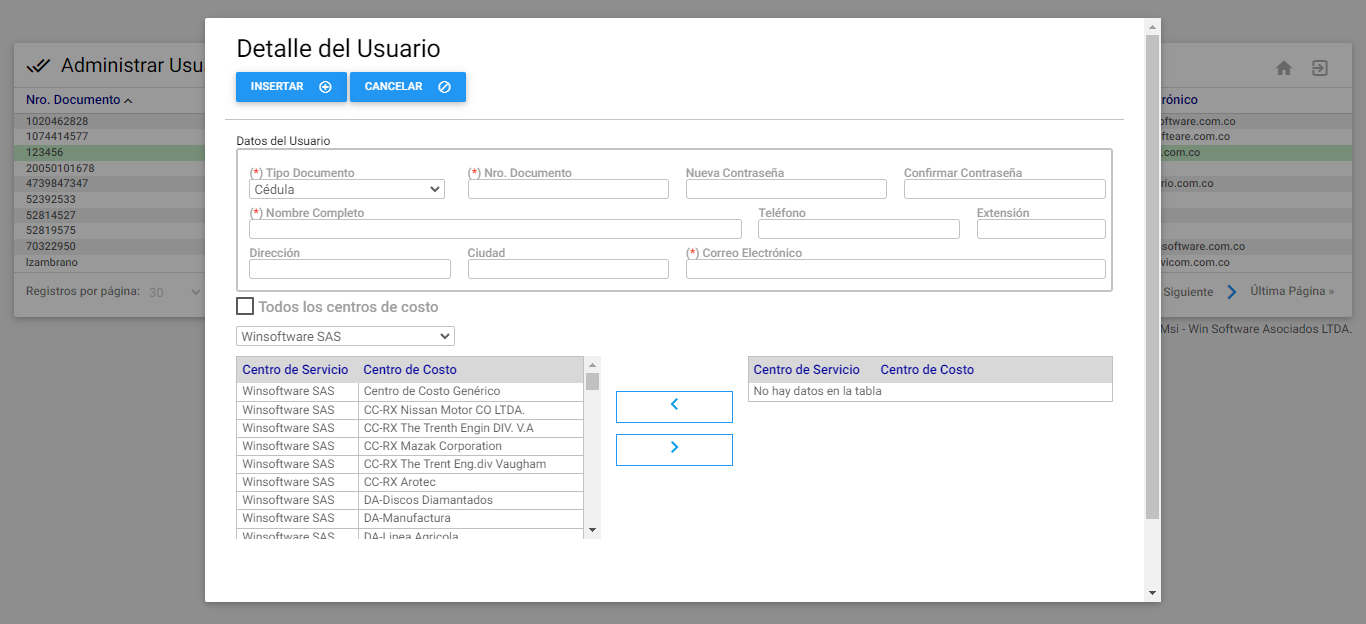 Detalle del Usuario
INSERTAR
CANCELAR
Administrar Usu
Nro. Documento
rónico
1020462828
oftware.com.co
1074414577
fteare.com.co
123456
.com.co
20050101678
4739847347
rio.com.co
52392533
52814527
52819575
70322950
software.com.co
lzambrano
vicom.com.co
Registros por página: 30
Siguiente
Última Página »
Msi - Win Software Asociados LTDA.
Datos del Usuario
(*) Tipo Documento
(*) Nro. Documento
Nueva Contraseña
Confirmar Contraseña
Cédula
(*) Nombre Completo
Teléfono
Extensión
Dirección
Ciudad
(*) Correo Electrónico
Todos los centros de costo
Winsoftware SAS
Centro de Servicio Centro de Costo
Winsoftware SAS Centro de Costo Genérico
Winsoftware SAS CC-RX Nissan Motor CO LTDA.
Winsoftware SAS CC-RX The Trenth Engin DIV. V.A
Winsoftware SAS CC-RX Mazak Corporation
Winsoftware SAS CC-RX The Trent Eng.div Vaugham
Winsoftware SAS CC-RX Arotec
Winsoftware SAS DA-Discos Diamantados
Winsoftware SAS DA-Manufactura
Winsoftware SAS DA-Linea Agricola
Centro de Servicio Centro de Costo
No hay datos en la tabla